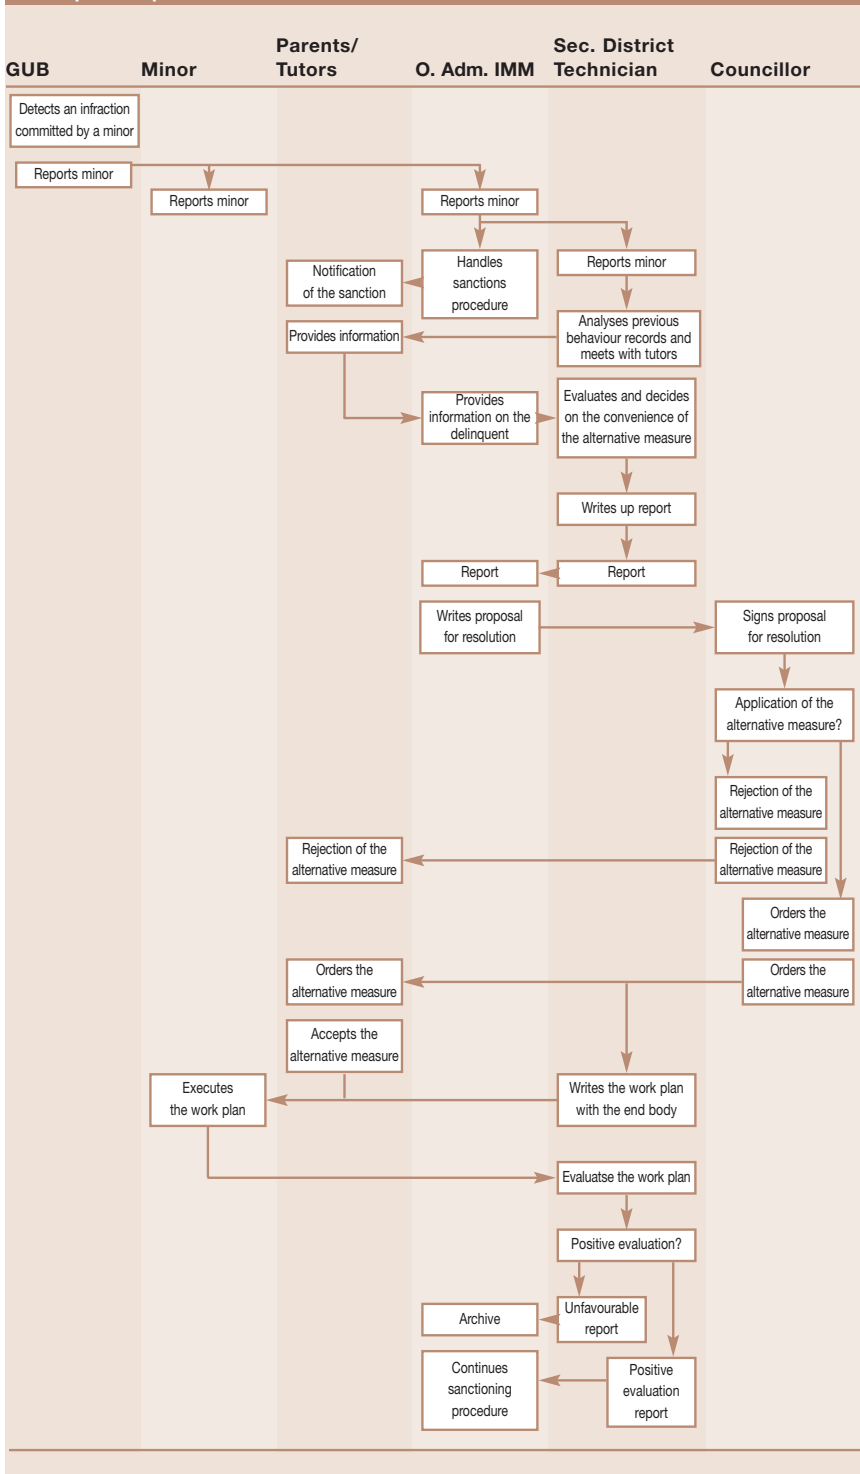 GUB
Minor
Parents/
Tutors
O. Adm. IMM
Sec. District
Technician
Councillor
Detects an infraction
committed by a minor
Reports minor
Reports minor
Reports minor
Handles
sanctions
procedure
Reports minor
Notification
of the sanction
Analyses previous
behaviour records and
meets with tutors
Provides information
Provides
information on the
delinquent
Evaluates and decides
on the convenience of
the alternative measure
Writes up report
Report
Report
Writes proposal
for resolution
Signs proposal
for resolution
Application of the
alternative measure?
Rejection of the
alternative measure
Rejection of the
alternative measure
Rejection of the
alternative measure
Orders the
alternative measure
Orders the
alternative measure
Orders the
alternative measure
Accepts the
alternative measure
Executes
the work plan
Writes the work plan
with the end body
Evaluatse the work plan
Positive evaluation?
Archive
Unfavourable
report
Continues
sanctioning
procedure
Positive
evaluation
report